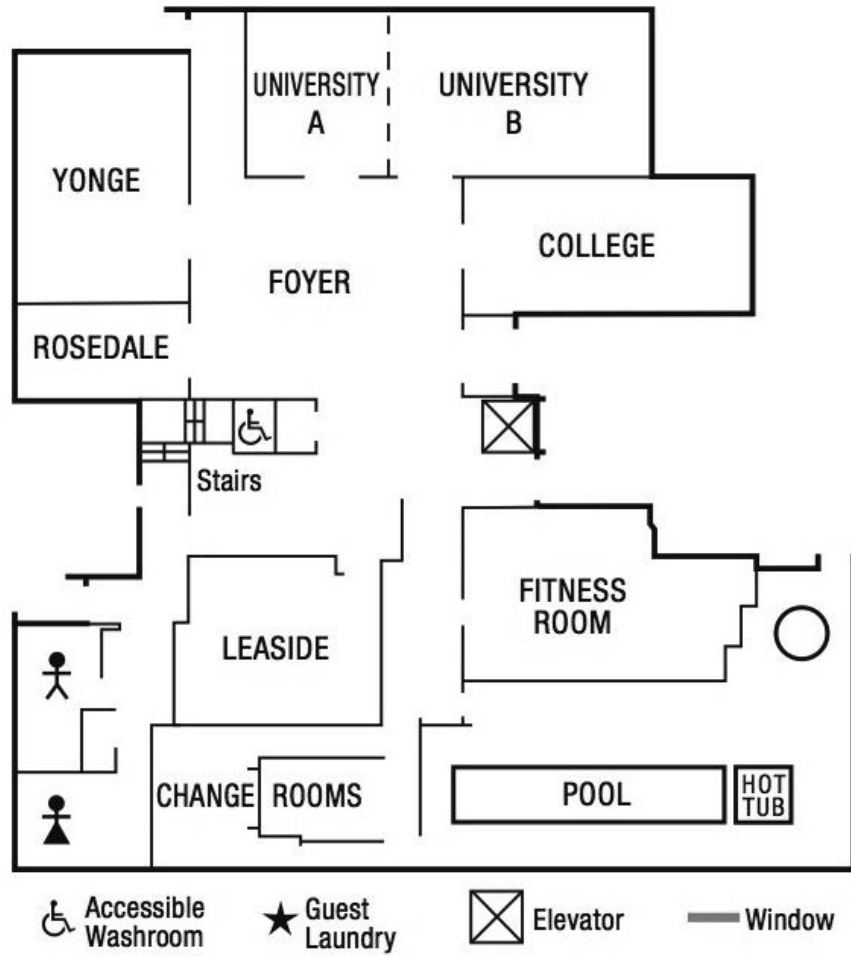 UNIVERSITY
A
UNIVERSITY
B
YONGE
COLLEGE
FOYER
ROSEDALE
Stairs
FITNESS
ROOM
LEASIDE
CHANGE ROOMS
POOL
HOT
TUB
Accessible
Washroom
Guest
Laundry
Elevator
Window